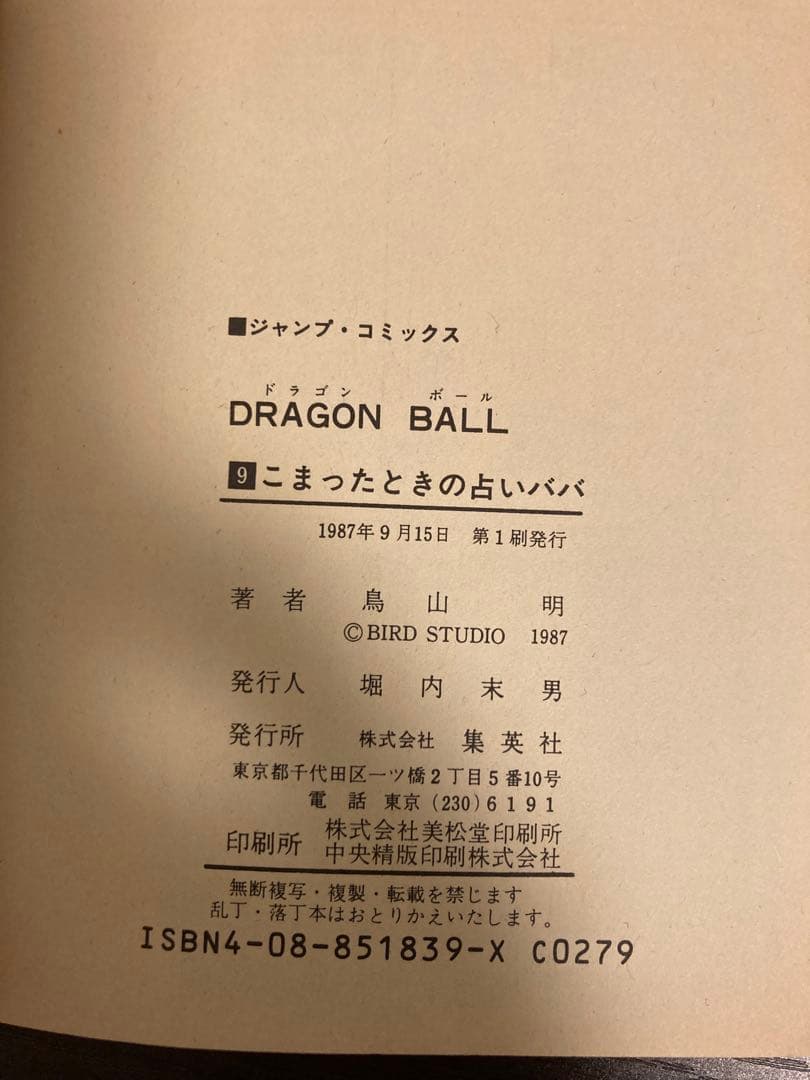 ■ジャンプ・コミックス
ドラゴン ボール
DRAGON BALL
9 こまったときの占いババ
1987年9月15日 第1刷発行
著者 鳥山 明
©BIRD STUDIO 1987
発行人 堀内末男
発行所 株式会社 集英社
東京都千代田区一ツ橋2丁目5番10号
電話 東京(230)6191
印刷所 株式会社美松堂印刷所
中央精版印刷株式会社
無断複写・複製・転載を禁じます
乱丁・落丁本はおとりかえいたします。
ISBN4-08-851839-X C0279